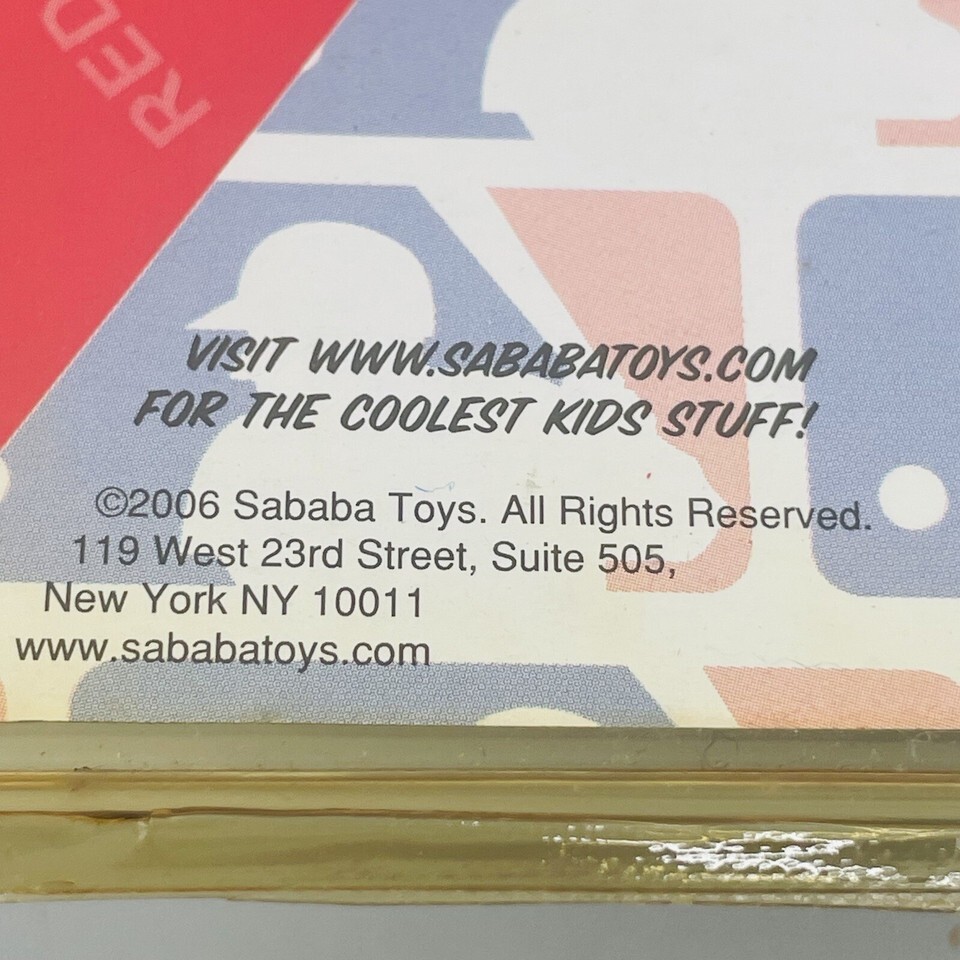 RED
VISIT WWW.SABABATOYS.COM
FOR THE COOLEST KIDS STUFF!
©2006 Sababa Toys. All Rights Reserved.
119 West 23rd Street, Suite 505,
New York NY 10011
www.sababatoys.com